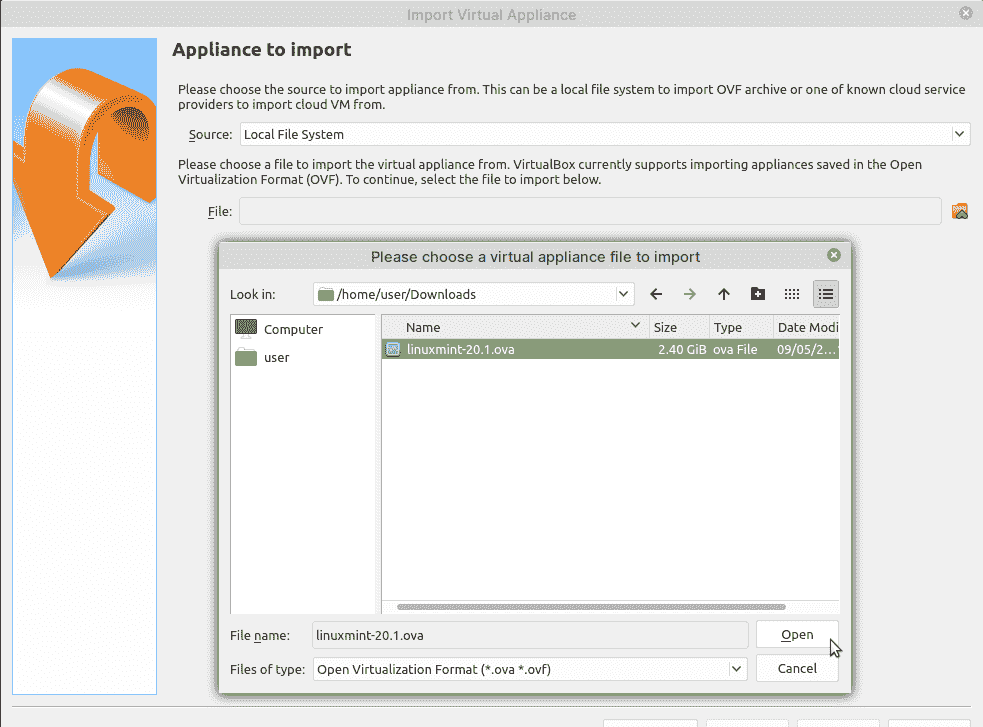 Import Virtual Appliance
Appliance to import
Please choose the source to import appliance from. This can be a local file system to import OVF archive or one of known cloud service
providers to import cloud VM from.
Source: Local File System
Please choose a file to import the virtual appliance from. VirtualBox currently supports importing appliances saved in the Open
Virtualization Format (OVF). To continue, select the file to import below.
File:
Please choose a virtual appliance file to import
Look in: /home/user/Downloads
Computer
user
Name Size Type Date Modi
linuxmint-20.1.ova 2.40 GiB ova File 09/05/2...
File name: linuxmint-20.1.ova Open
Files of type: Open Virtualization Format (*.ova *.ovf) Cancel